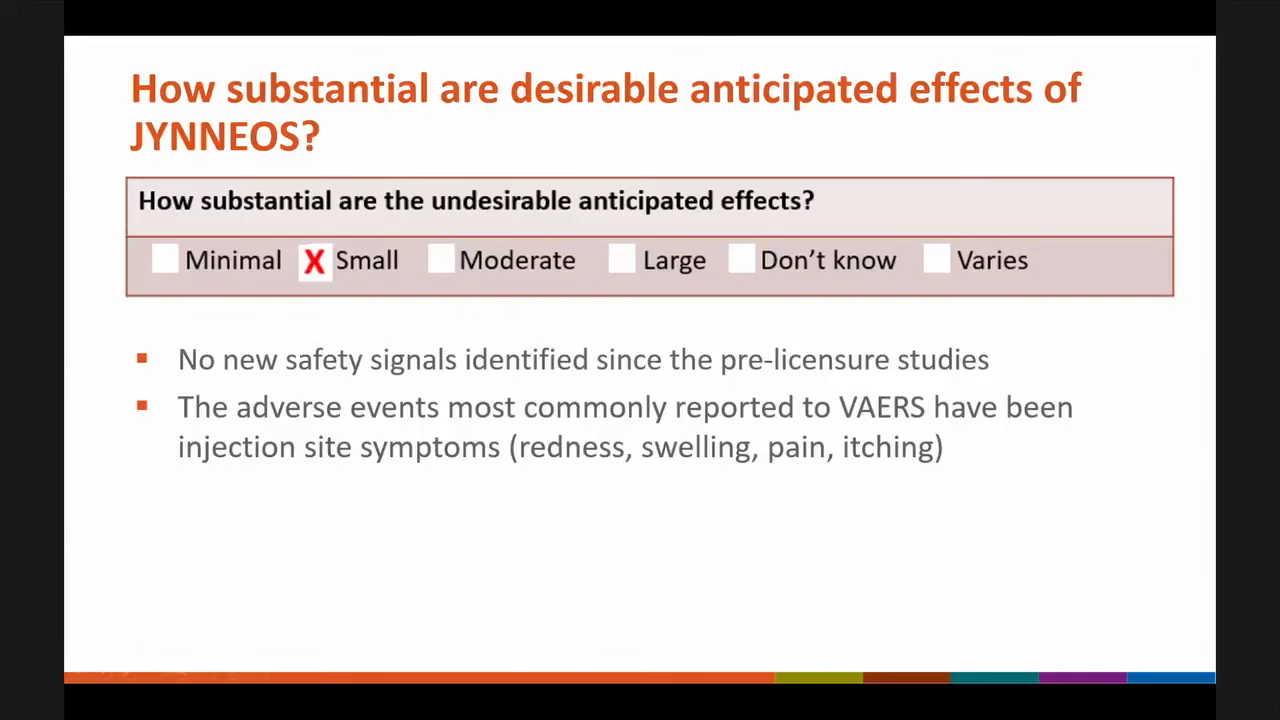 How substantial are desirable anticipated effects of
JYNNEOS?
How substantial are the undesirable anticipated effects?
Minimal X Small Moderate Large Don't know Varies
▪ No new safety signals identified since the pre-licensure studies
▪ The adverse events most commonly reported to VAERS have been
injection site symptoms (redness, swelling, pain, itching)